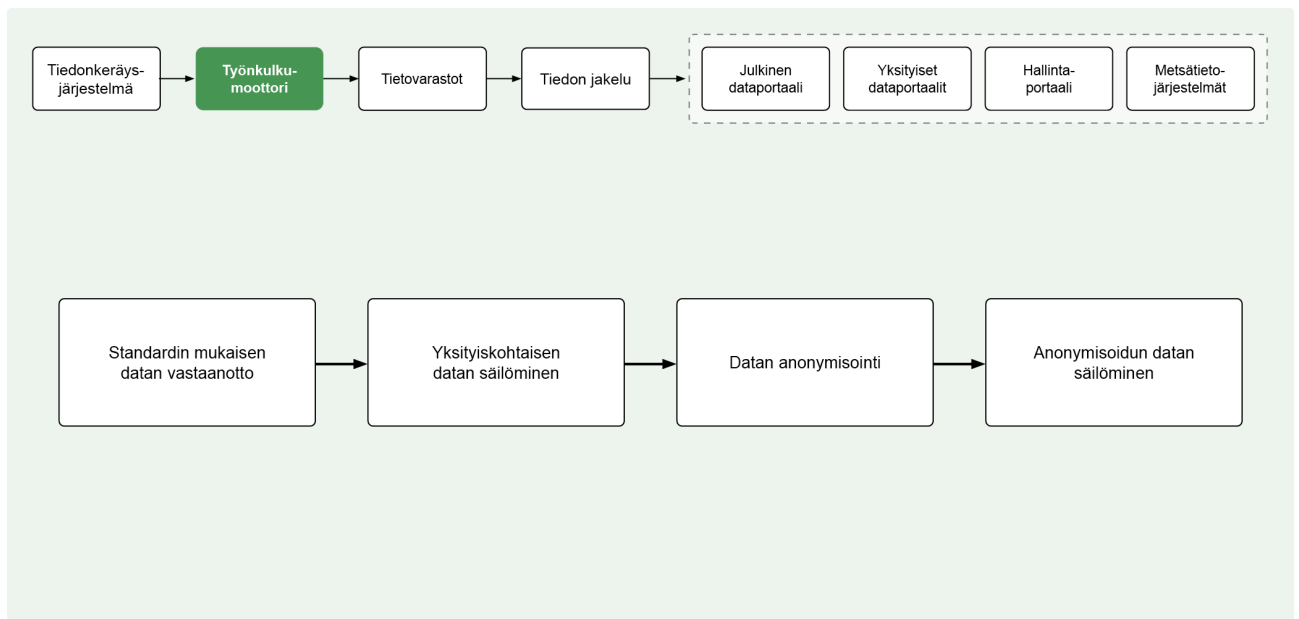 Tiedonkeräys-
järjestelmä
Työnkulku-
moottori
Tietovarastot
Tiedon jakelu
Julkinen
dataportaali
Yksityiset
dataportaalit
Hallinta-
portaali
Metsätieto-
järjestelmät
Standardin mukaisen
datan vastaanotto
Yksityiskohtaisen
datan säilöminen
Datan anonymisointi
Anonymisoidun datan
säilöminen